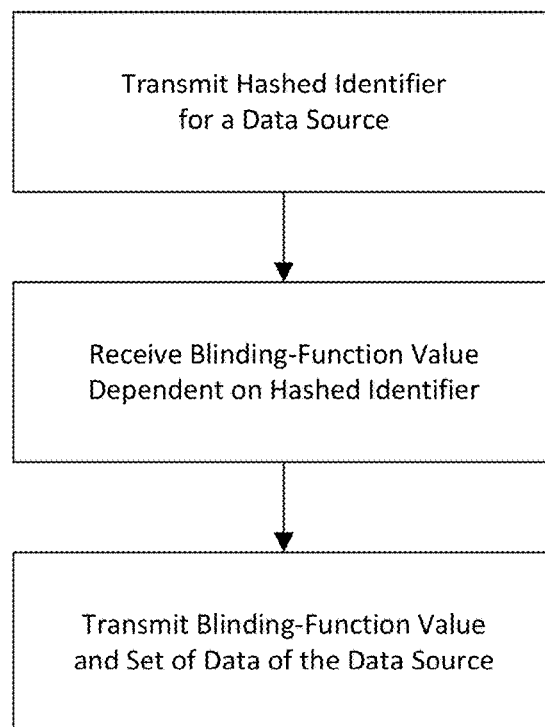 Transmit Hashed Identifier
for a Data Source
Receive Blinding-Function Value
Dependent on Hashed Identifier
Transmit Blinding-Function Value
and Set of Data of the Data Source